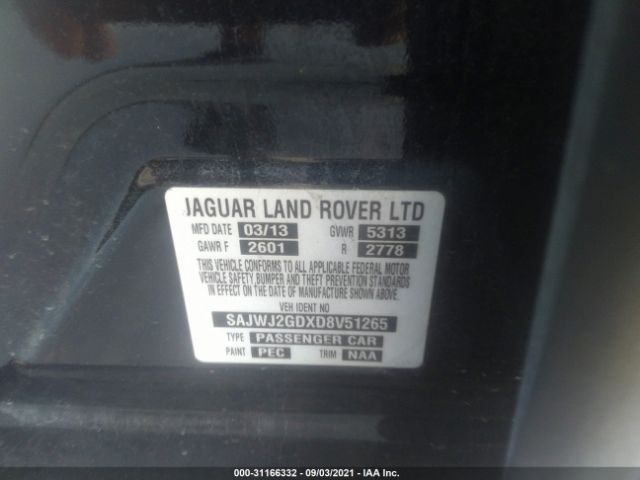 JAGUAR LAND ROVER LTD
MFD DATE 03/13 GVWR 5313
GAWR F 2601 R 2778
THIS VEHICLE CONFORMS TO ALL APPLICABLE FEDERAL MOTOR
VEHICLE SAFETY, BUMPER AND THEFT PREVENTION STANDARDS
IN EFFECT ON THE DATE OF MANUFACTURE SHOWN ABOVE.
VEH IDENT NO
SAJWJ2GDXD8V51265
TYPE PASSENGER CAR
PAINT PEC TRIM NAA
000-31166332 - 09/03/2021 - IAA Inc.